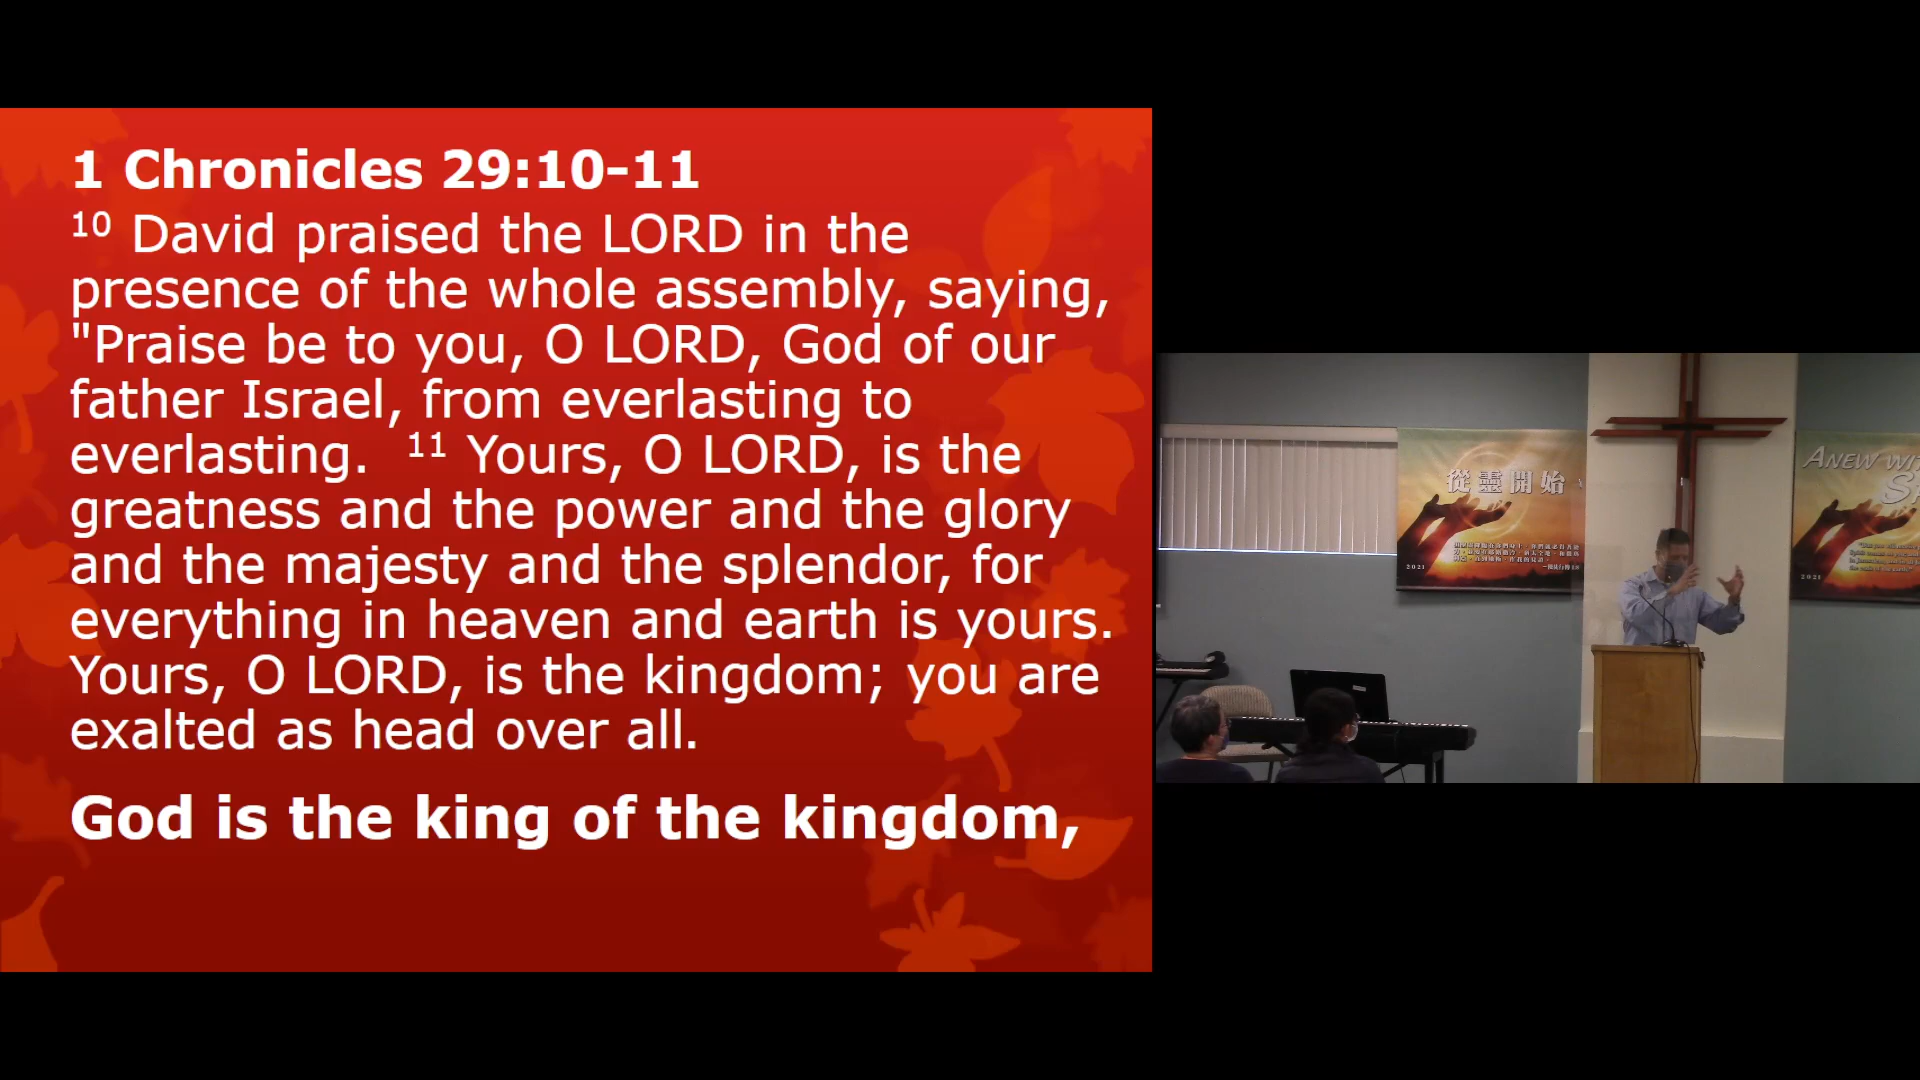 1 Chronicles 29:10-11
10 David praised the LORD in the
presence of the whole assembly, saying,
"Praise be to you, O LORD, God of our
father Israel, from everlasting to
everlasting. 11 Yours, O LORD, is the
greatness and the power and the glory
and the majesty and the splendor, for
everything in heaven and earth is yours.
Yours, O LORD, is the kingdom; you are
exalted as head over all.
God is the king of the kingdom,
從靈開始
2021
ANEW WIT
S
2021